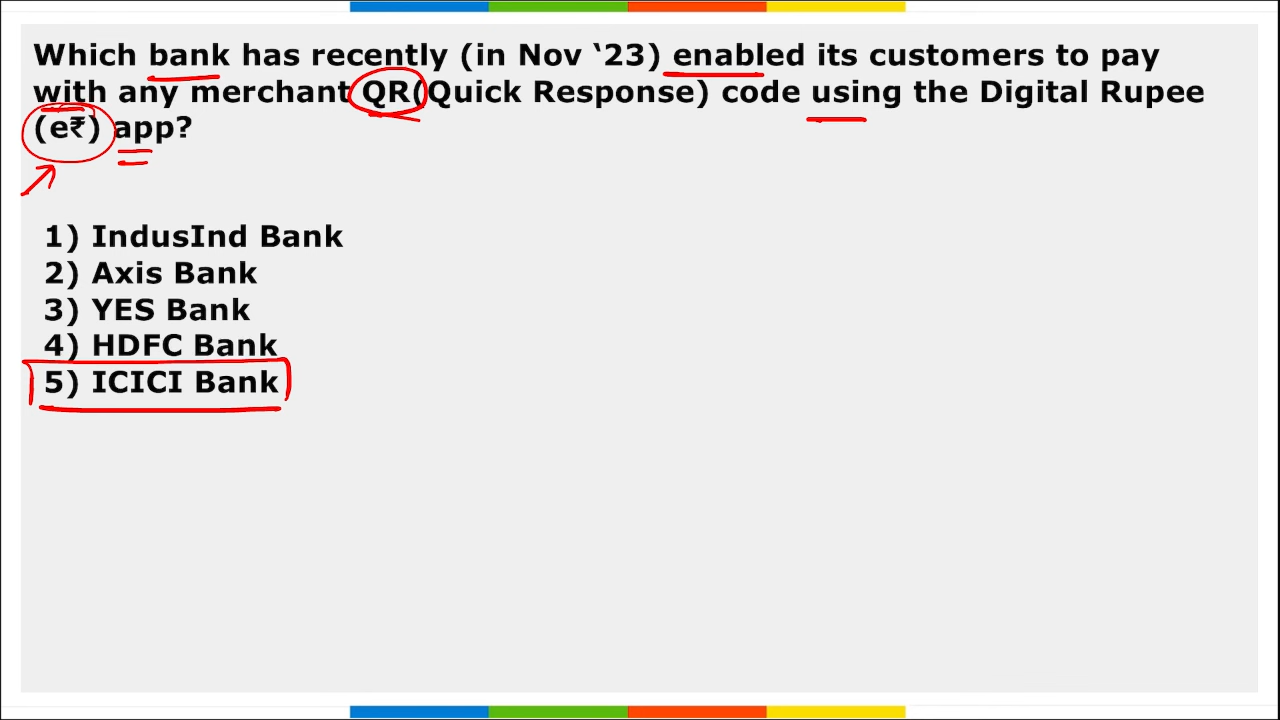 Which bank has recently (in Nov ‘23) enabled its customers to pay
with any merchant QR(Quick Response) code using the Digital Rupee
(e₹) app?
1) IndusInd Bank
2) Axis Bank
3) YES Bank
4) HDFC Bank
5) ICICI Bank